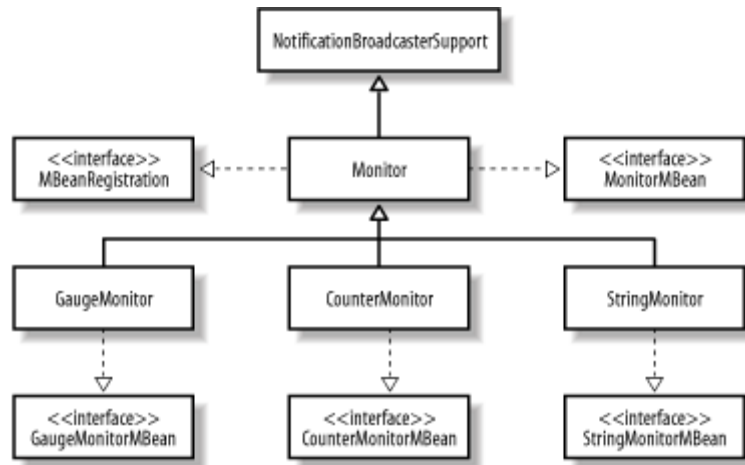 NotificationBroadcasterSupport
<<interface>>
MBeanRegistration
Monitor
<<interface>>
MonitorMBean
GaugeMonitor
CounterMonitor
StringMonitor
<<interface>>
GaugeMonitorMBean
<<interface>>
CounterMonitorMBean
<<interface>>
StringMonitorMBean